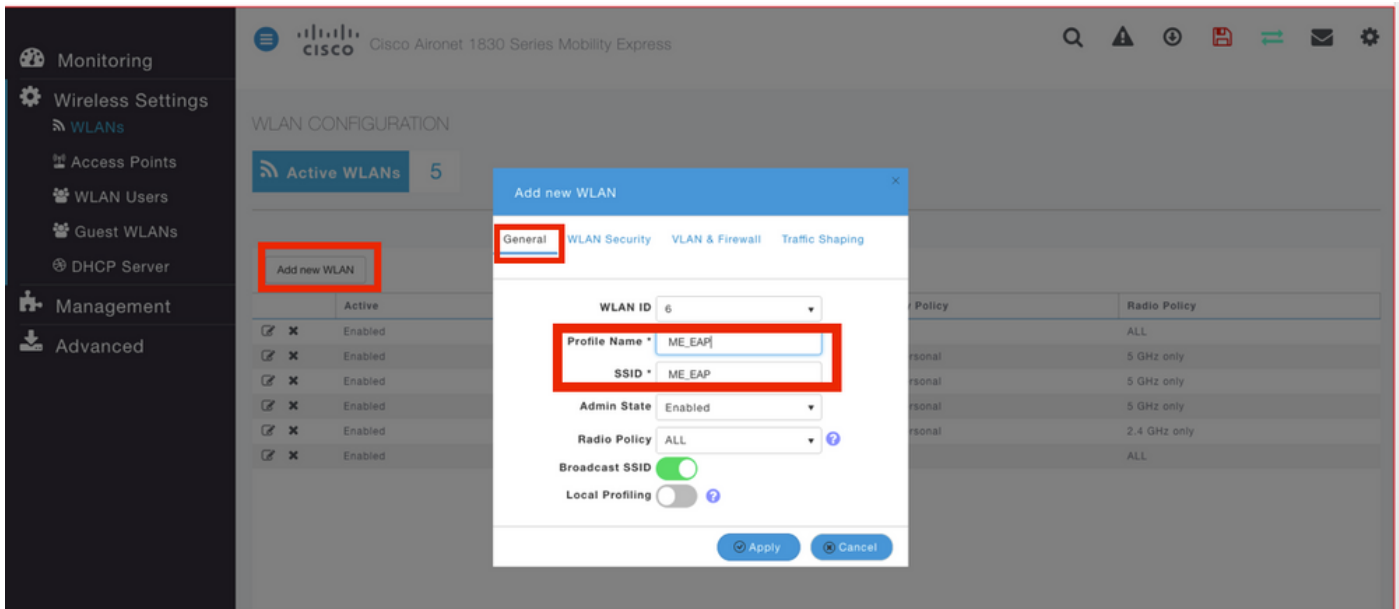 Monitoring
Wireless Settings
WLANs
Access Points
WLAN Users
Guest WLANs
DHCP Server
Management
Advanced
CISCO Cisco Aironet 1830 Series Mobility Express
WLAN CONFIGURATION
Active WLANs 5
Add new WLAN
Active Policy Radio Policy
Enabled ALL
Enabled rsonal 5 GHz only
Enabled rsonal 5 GHz only
Enabled rsonal 5 GHz only
Enabled rsonal 2.4 GHz only
Enabled ALL
Add new WLAN
General WLAN Security VLAN & Firewall Traffic Shaping
WLAN ID 6
Profile Name * ME_EAP
SSID * ME_EAP
Admin State Enabled
Radio Policy ALL ?
Broadcast SSID
Local Profiling ?
Apply Cancel